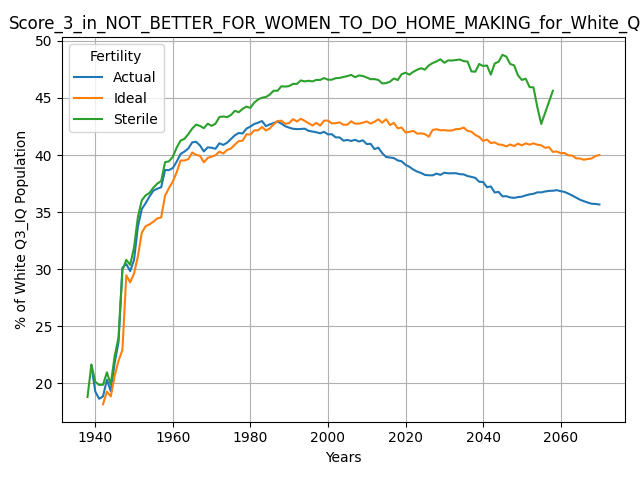 Score_3_in_NOT_BETTER_FOR_WOMEN_TO_DO_HOME_MAKING_for_White_Q
Fertility
Actual
Ideal
Sterile
% of White Q3_IQ Population
50
45
40
35
30
25
20
1940
1960
1980
2000
2020
2040
2060
Years